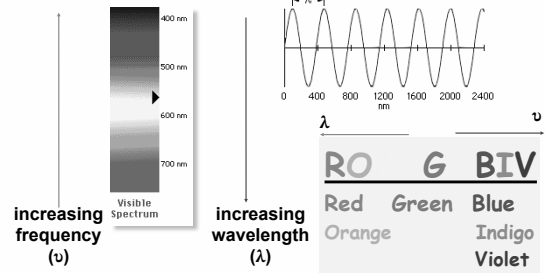 400 nm
500 nm
600 nm
700 nm
Visible
Spectrum
increasing
frequency
(υ)
increasing
wavelength
(λ)
λ
0 400 800 1200 1600 2000 2400
nm
λ υ
RO G BIV
Red Green Blue
Orange Indigo
Violet